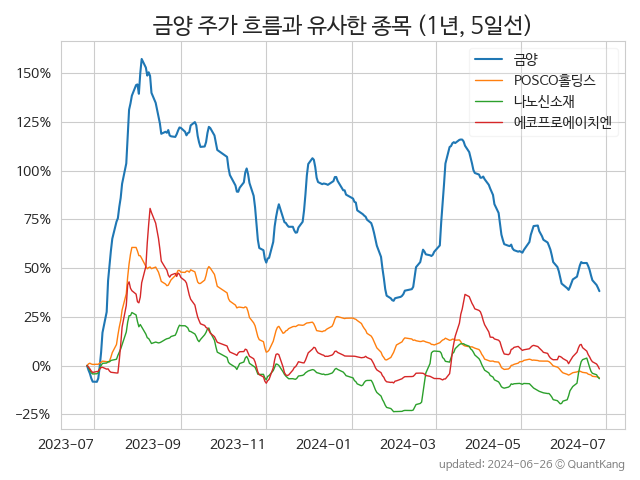 금양 주가 흐름과 유사한 종목 (1년, 5일선)
금양
POSCO홀딩스
나노신소재
에코프로에이치엔
150%
125%
100%
75%
50%
25%
0%
−25%
2023-07 2023-09 2023-11 2024-01 2024-03 2024-05 2024-07
updated: 2024-06-26 © QuantKang